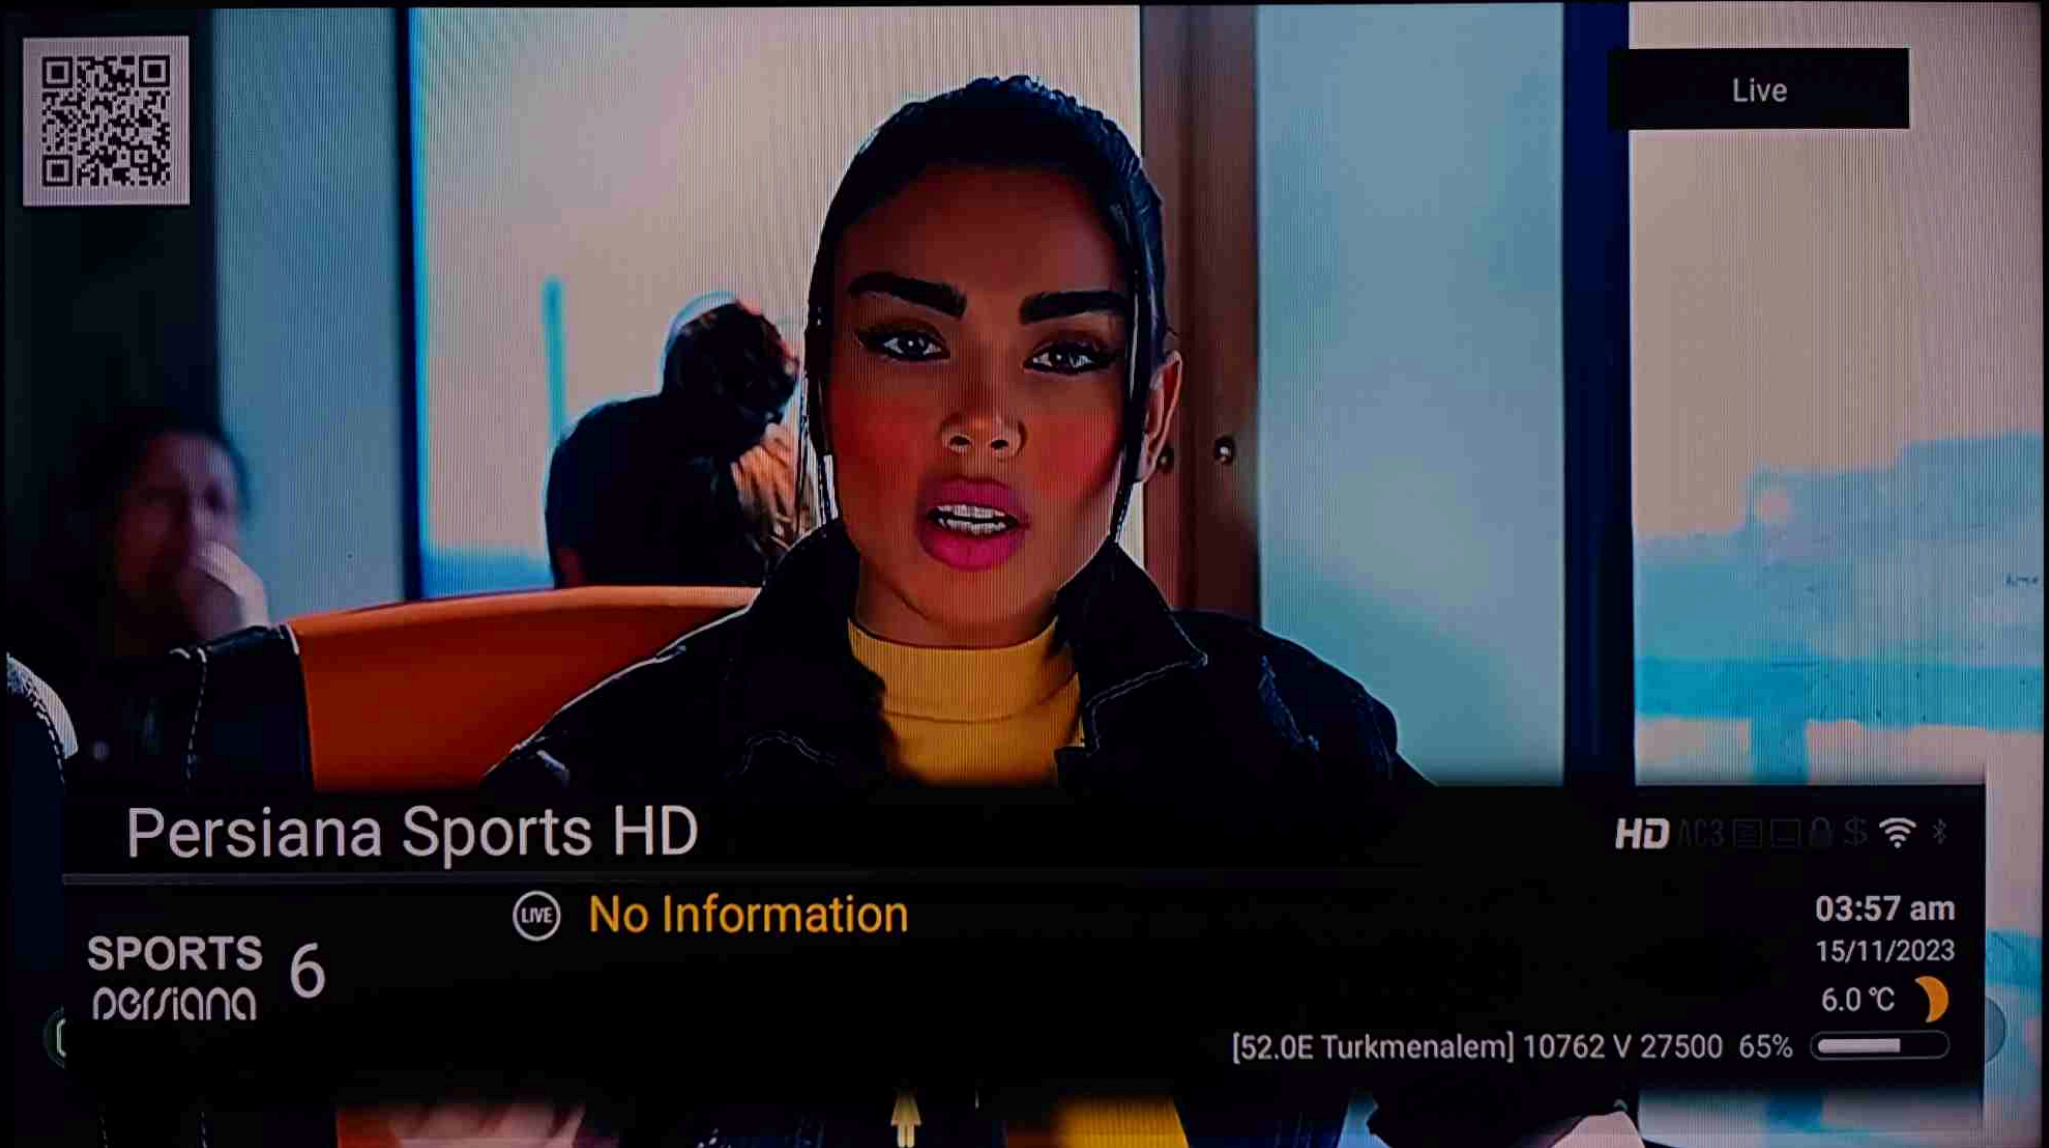 Live
Persiana Sports HD
HD AC3 $
LIVE No Information
03:57 am
SPORTS 6
persiana
15/11/2023
6.0 °C
[52.0E Turkmenalem] 10762 V 27500 65%